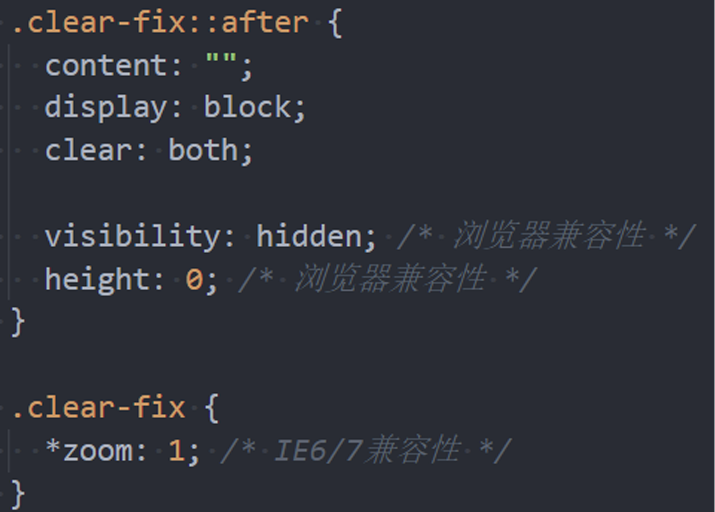 .clear-fix::after {
  content: "";
  display: block;
  clear: both;

  visibility: hidden; /* 浏览器兼容性 */
  height: 0; /* 浏览器兼容性 */
}

.clear-fix {
  *zoom: 1; /* IE6/7兼容性 */
}